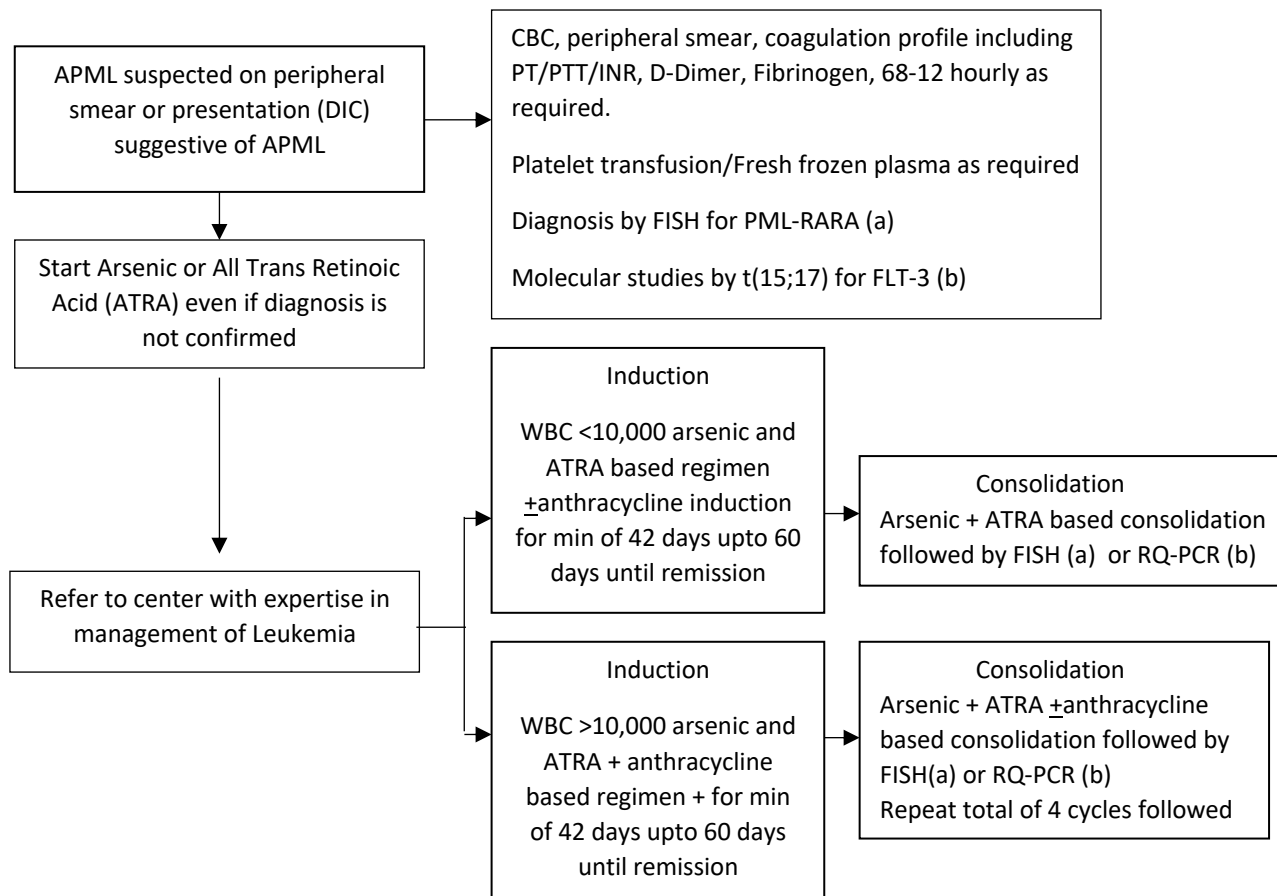 APML suspected on peripheral
smear or presentation (DIC)
suggestive of APML
CBC, peripheral smear, coagulation profile including
PT/PTT/INR, D-Dimer, Fibrinogen, 68-12 hourly as
required.
Platelet transfusion/Fresh frozen plasma as required
Diagnosis by FISH for PML-RARA (a)
Molecular studies by t(15;17) for FLT-3 (b)
Start Arsenic or All Trans Retinoic
Acid (ATRA) even if diagnosis is
not confirmed
Refer to center with expertise in
management of Leukemia
Induction
WBC <10,000 arsenic and
ATRA based regimen
±anthracycline induction
for min of 42 days upto 60
days until remission
Consolidation
Arsenic + ATRA based consolidation
followed by FISH (a) or RQ-PCR (b)
Induction
WBC >10,000 arsenic and
ATRA + anthracycline
based regimen + for min
of 42 days upto 60 days
until remission
Consolidation
Arsenic + ATRA ±anthracycline
based consolidation followed by
FISH(a) or RQ-PCR (b)
Repeat total of 4 cycles followed